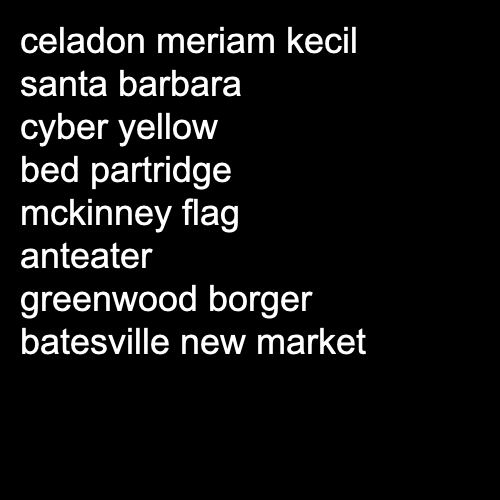 celadon meriam kecil
santa barbara
cyber yellow
bed partridge
mckinney flag
anteater
greenwood borger
batesville new market